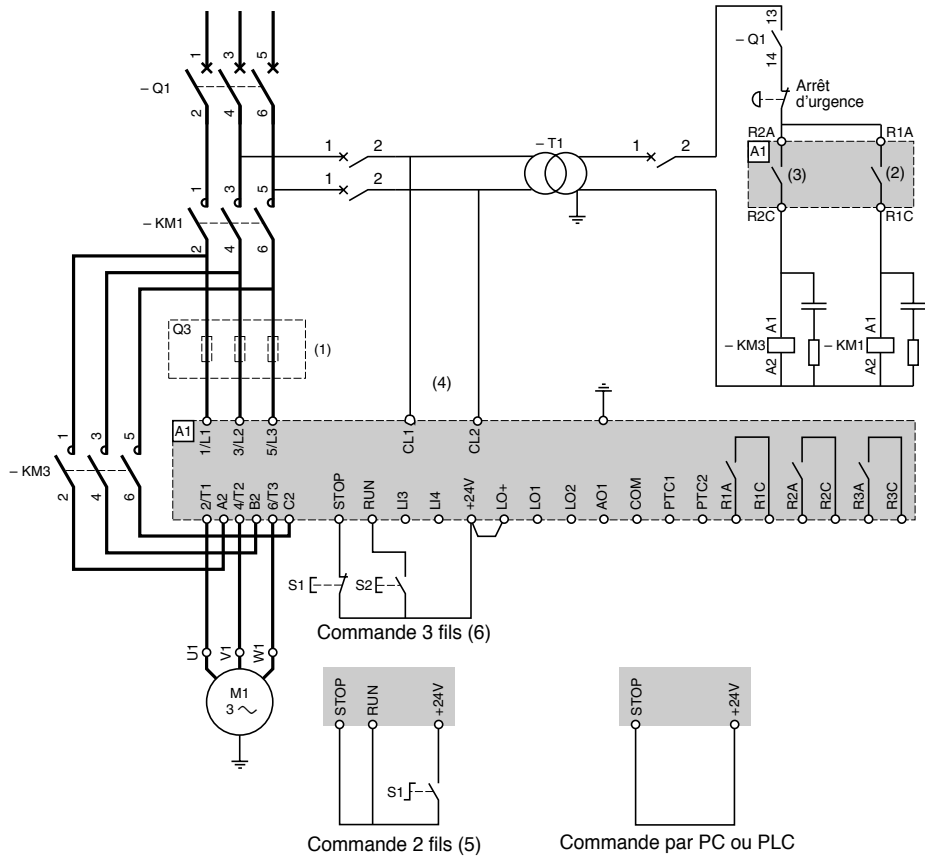 1 3 5
– Q1
2 4 6
1 2
1 2
– T1
1 2
13
– Q1
14
Arrêt
d'urgence
R2A R1A
A1
(3) (2)
R2C R1C
1 3 5
– KM1
2 4 6
Q3
(1)
A1 A1
– KM3 – KM1
A2 A2
(4)
A1
1/L1 3/L2 5/L3 CL1 CL2
1 3 5
– KM3
2 4 6
2/T1 A2 4/T2 B2 6/T3 C2 STOP RUN LI3 LI4 +24V LO+ LO1 LO2 AO1 COM PTC1 PTC2 R1A R1C R2A R2C R3A R3C
S1 S2
Commande 3 fils (6)
U1 V1 W1
M1
3
STOP RUN +24V
S1
Commande 2 fils (5)
STOP +24V
Commande par PC ou PLC